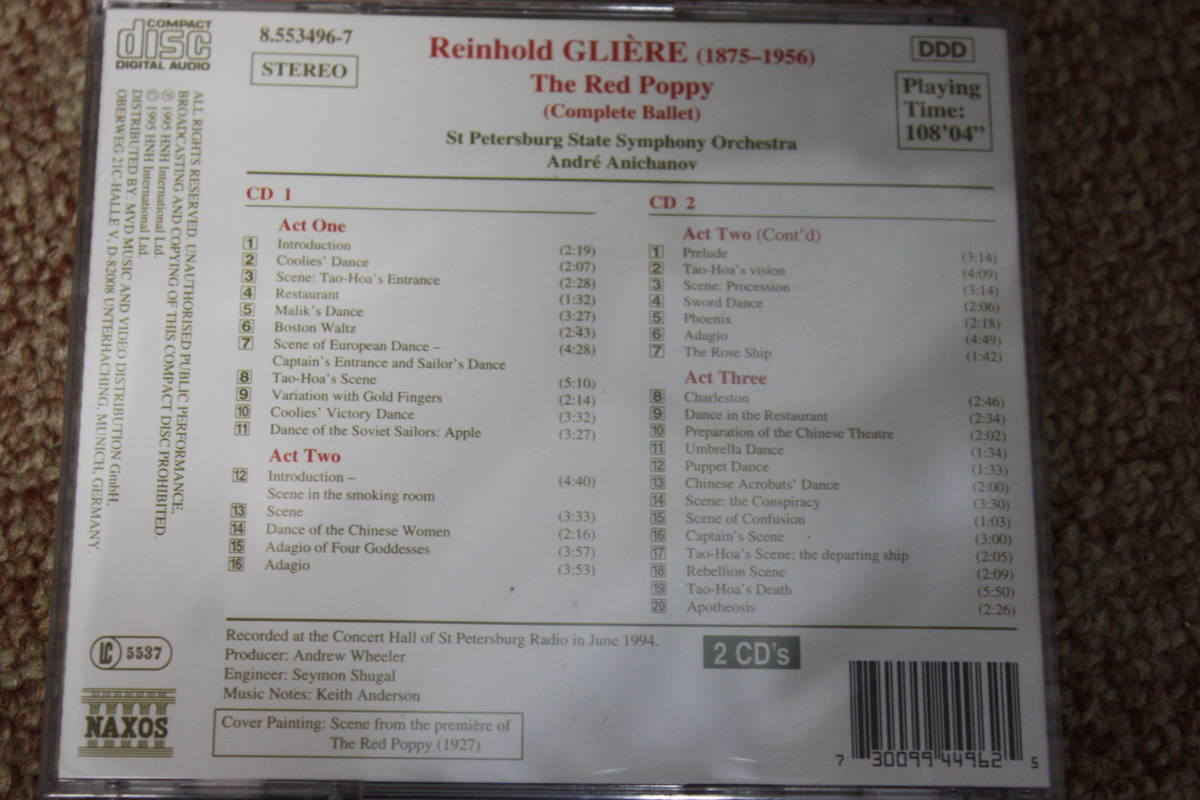 COMPACT
disc
DIGITAL AUDIO
8.553496-7
STEREO
Reinhold GLIÈRE (1875–1956)
The Red Poppy
(Complete Ballet)
St Petersburg State Symphony Orchestra
André Anichanov
DDD
Playing
Time:
108'04"
CD 1
Act One
1 Introduction (2:19)
2 Coolies' Dance (2:07)
3 Scene: Tao-Hoa's Entrance (2:28)
4 Restaurant (1:32)
5 Malik's Dance (3:27)
6 Boston Waltz (2:43)
7 Scene of European Dance – (4:28)
Captain's Entrance and Sailor's Dance
8 Tao-Hoa's Scene (5:10)
9 Variation with Gold Fingers (2:14)
10 Coolies' Victory Dance (3:32)
11 Dance of the Soviet Sailors: Apple (3:27)
Act Two
12 Introduction – (4:40)
Scene in the smoking room
13 Scene (3:33)
14 Dance of the Chinese Women (2:16)
15 Adagio of Four Goddesses (3:57)
16 Adagio (3:53)
CD 2
Act Two (Cont'd)
1 Prelude (3:14)
2 Tao-Hoa's vision (4:09)
3 Scene: Procession (3:14)
4 Sword Dance (2:06)
5 Phoenix (2:18)
6 Adagio (4:49)
7 The Rose Ship (1:42)
Act Three
8 Charleston (2:46)
9 Dance in the Restaurant (2:34)
10 Preparation of the Chinese Theatre (2:02)
11 Umbrella Dance (1:34)
12 Puppet Dance (1:33)
13 Chinese Acrobats' Dance (2:00)
14 Scene: the Conspiracy (3:30)
15 Scene of Confusion (1:03)
16 Captain's Scene (3:00)
17 Tao-Hoa's Scene; the departing ship (2:05)
18 Rebellion Scene (2:09)
19 Tao-Hoa's Death (5:50)
20 Apotheosis (2:26)
Recorded at the Concert Hall of St Petersburg Radio in June 1994.
Producer: Andrew Wheeler
Engineer: Seymon Shugal
Music Notes: Keith Anderson
Cover Painting: Scene from the première of
The Red Poppy (1927)
2 CD's
7 30099 44962 5
LC 5537
NAXOS
ALL RIGHTS RESERVED. UNAUTHORISED PUBLIC PERFORMANCE,
BROADCASTING AND COPYING OF THIS COMPACT DISC PROHIBITED.
℗ 1995 HNH International Ltd.
© 1995 HNH International Ltd.
DISTRIBUTED BY: MVD MUSIC AND VIDEO DISTRIBUTION GmbH,
OBERWEG 21C-HALLE V, D-82008 UNTERHACHING, MUNICH, GERMANY.